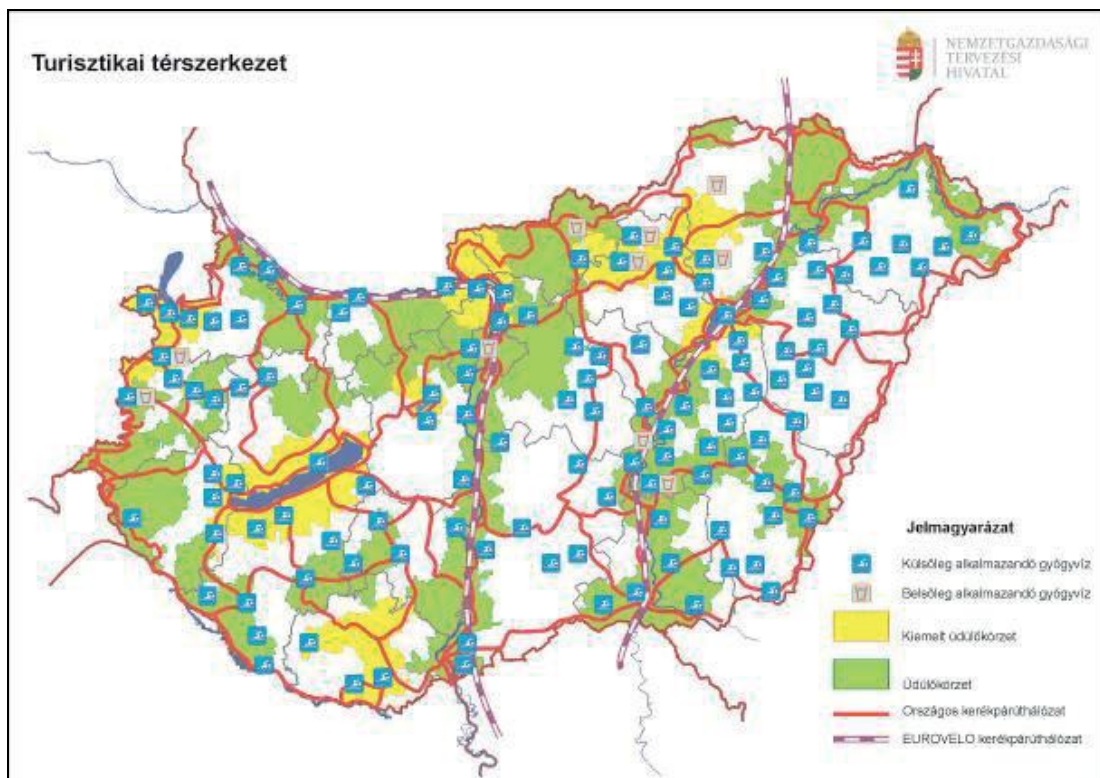 Turisztikai térszerkezet
NEMZETGAZDASÁGI
TERVEZÉSI
HIVATAL
Jelmagyarázat
Külsőleg alkalmazandó gyógyvíz
Belsőleg alkalmazandó gyógyvíz
Kiemelt üdülőkörzet
Üdülőkörzet
Országos kerékpárúthálózat
EUROVELO kerékpárúthálózat